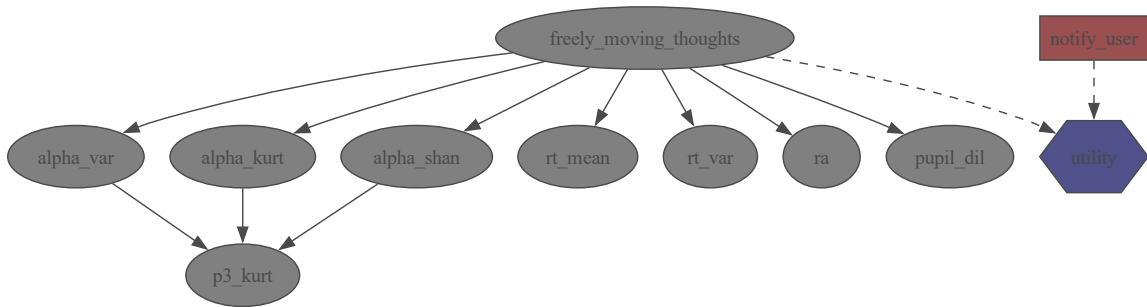 freely_moving_thoughts
notify_user
alpha_var
alpha_kurt
alpha_shan
rt_mean
rt_var
ra
pupil_dil
utility
p3_kurt